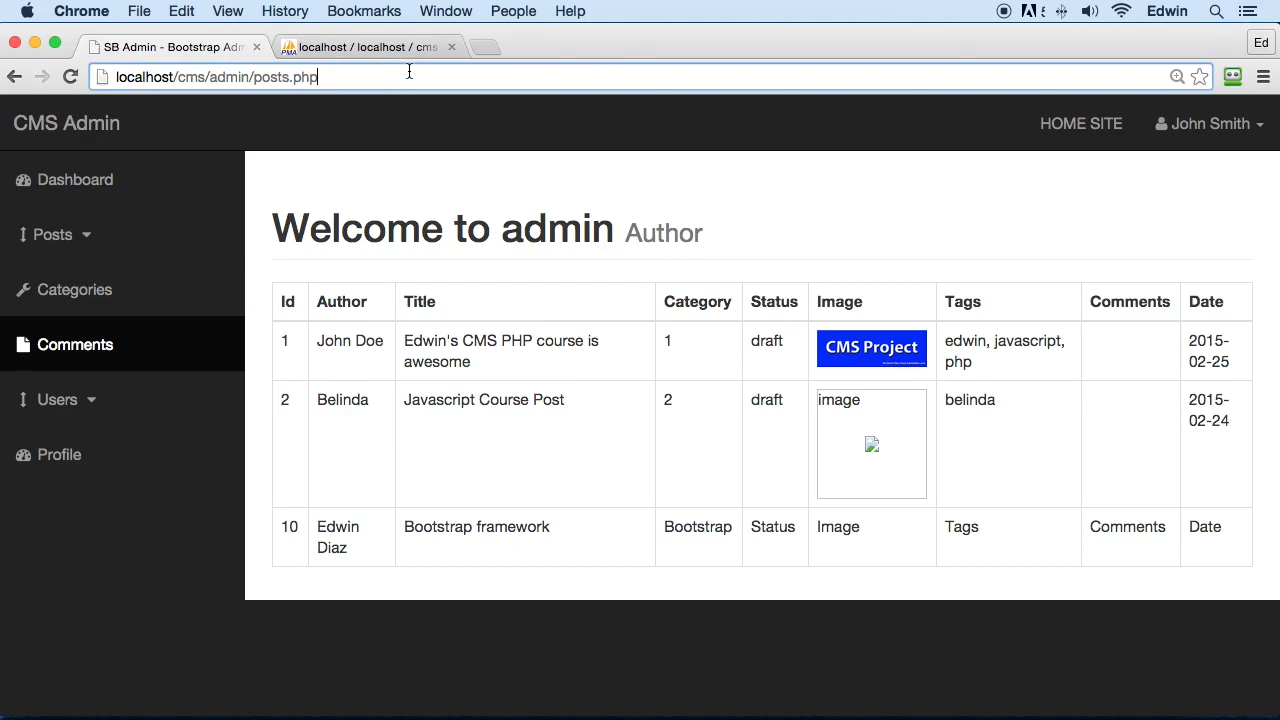 Chrome File Edit View History Bookmarks Window People Help Edwin
SB Admin - Bootstrap Adm localhost / localhost / cms Ed
PMA
localhost/cms/admin/posts.php
CMS Admin HOME SITE John Smith
Dashboard
Posts
Categories
Comments
Users
Profile
Welcome to admin Author
Id Author Title Category Status Image Tags Comments Date
1 John Doe Edwin's CMS PHP course is 1 draft CMS Project edwin, javascript, 2015-
awesome php 02-25
2 Belinda Javascript Course Post 2 draft image belinda 2015-
02-24
10 Edwin Bootstrap framework Bootstrap Status Image Tags Comments Date
Diaz